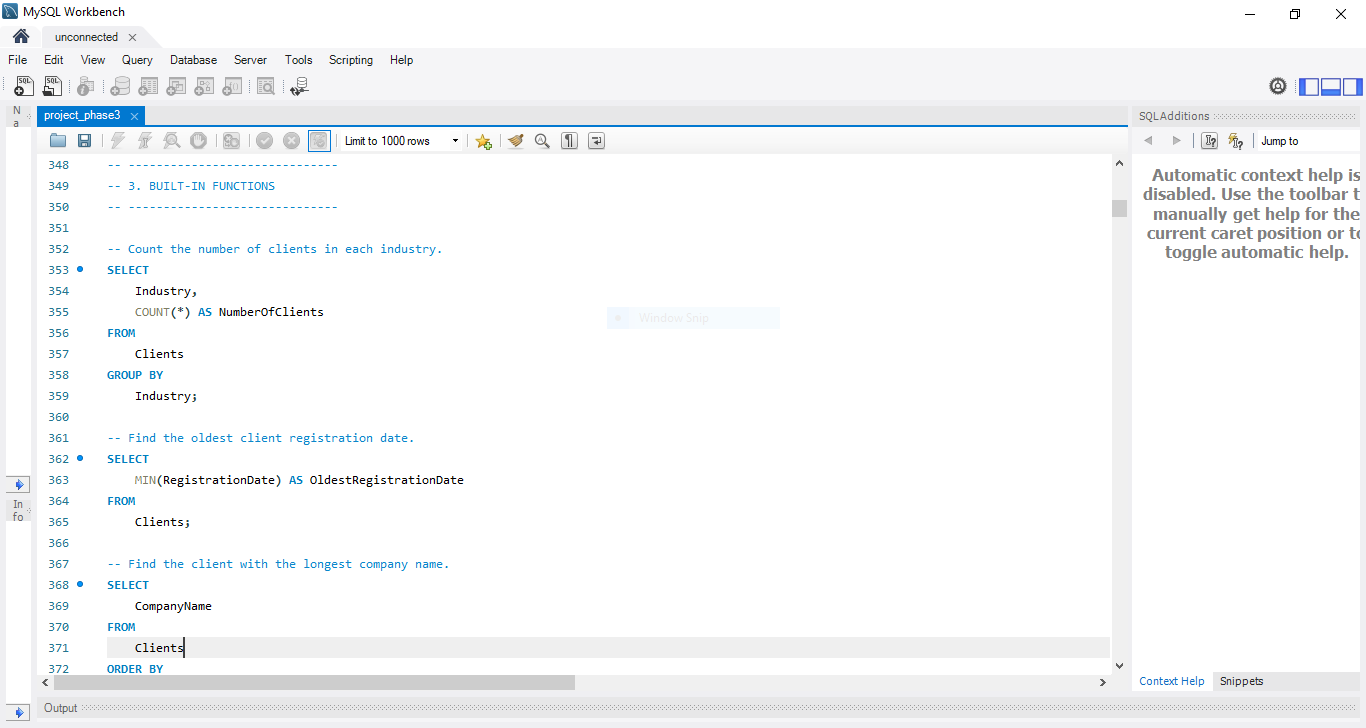 MySQL Workbench
unconnected
File Edit View Query Database Server Tools Scripting Help
SQL SQL
N
a
project_phase3
SQLAdditions
Limit to 1000 rows
Jump to
348 -- ------------------------------
349 -- 3. BUILT-IN FUNCTIONS
350 -- ------------------------------
351
352 -- Count the number of clients in each industry.
353 SELECT
354 Industry,
355 COUNT(*) AS NumberOfClients
356 FROM
357 Clients
358 GROUP BY
359 Industry;
360
361 -- Find the oldest client registration date.
362 SELECT
363 MIN(RegistrationDate) AS OldestRegistrationDate
364 FROM
365 Clients;
366
367 -- Find the client with the longest company name.
368 SELECT
369 CompanyName
370 FROM
371 Clients
372 ORDER BY
Window Snip
Automatic context help is
disabled. Use the toolbar t
manually get help for the
current caret position or to
toggle automatic help.
In
fo
Context Help Snippets
Output